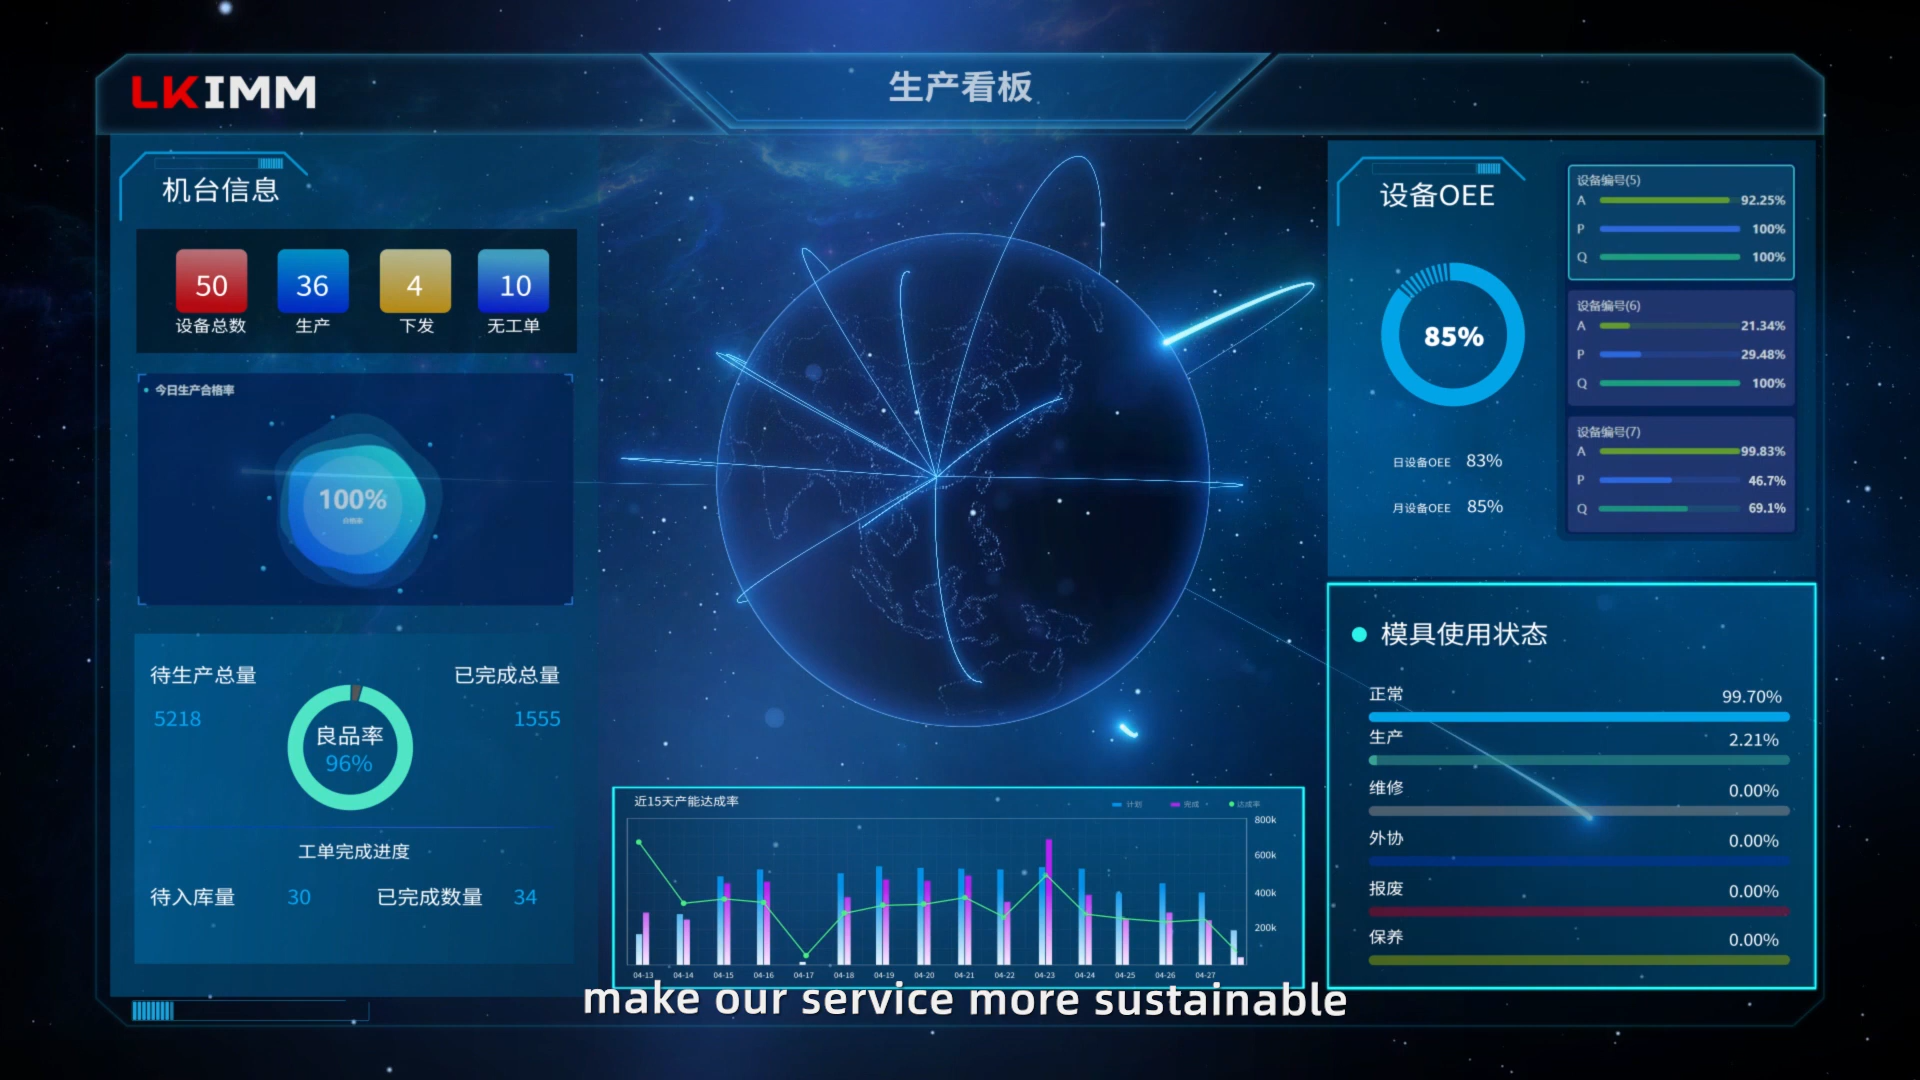 LKIMM
生产看板
机台信息
50
36
4
10
设备总数
生产
下发
无工单
今日生产合格率
100%
合格率
待生产总量
已完成总量
5218
1555
良品率
96%
工单完成进度
待入库量 30 已完成数量 34
近15天产能达成率
计划 完成 达成率
800k
600k
400k
200k
04-13 04-14 04-15 04-16 04-17 04-18 04-19 04-20 04-21 04-22 04-23 04-24 04-25 04-26 04-27
设备OEE
85%
日设备OEE 83%
月设备OEE 85%
设备编号(5)
A 92.25%
P 100%
Q 100%
设备编号(6)
A 21.34%
P 29.48%
Q 100%
设备编号(7)
A 99.83%
P 46.7%
Q 69.1%
模具使用状态
正常 99.70%
生产 2.21%
维修 0.00%
外协 0.00%
报废 0.00%
保养 0.00%
make our service more sustainable